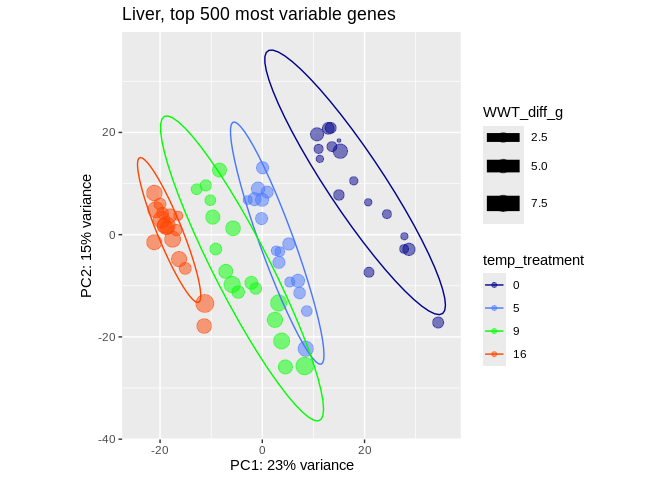 Liver, top 500 most variable genes
20
0
-20
-40
PC2: 15% variance
-20
0
20
PC1: 23% variance
WWT_diff_g
2.5
5.0
7.5
temp_treatment
0
5
9
16